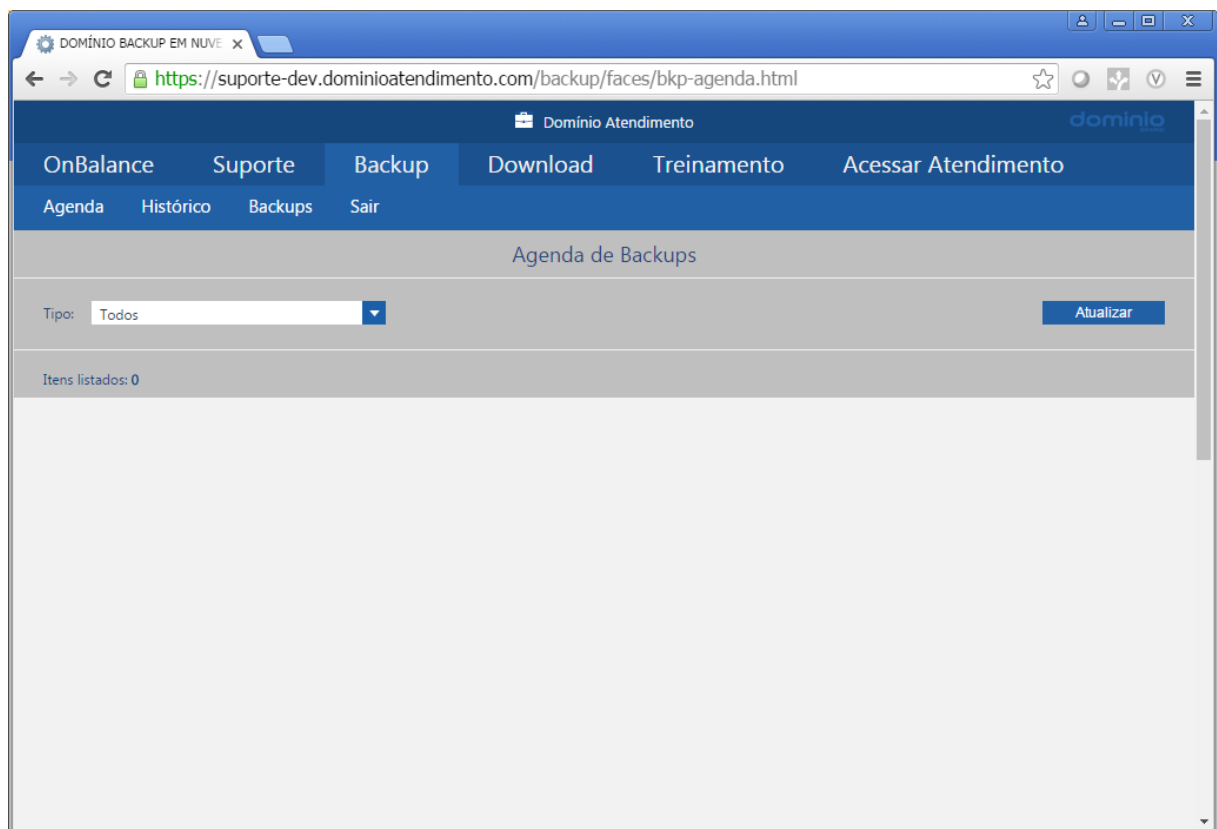 DOMÍNIO BACKUP EM NUVE
https://suporte-dev.dominioatendimento.com/backup/faces/bkp-agenda.html
Domínio Atendimento
domínio
OnBalance Suporte Backup Download Treinamento Acessar Atendimento
Agenda Histórico Backups Sair
Agenda de Backups
Tipo: Todos Atualizar
Itens listados: 0